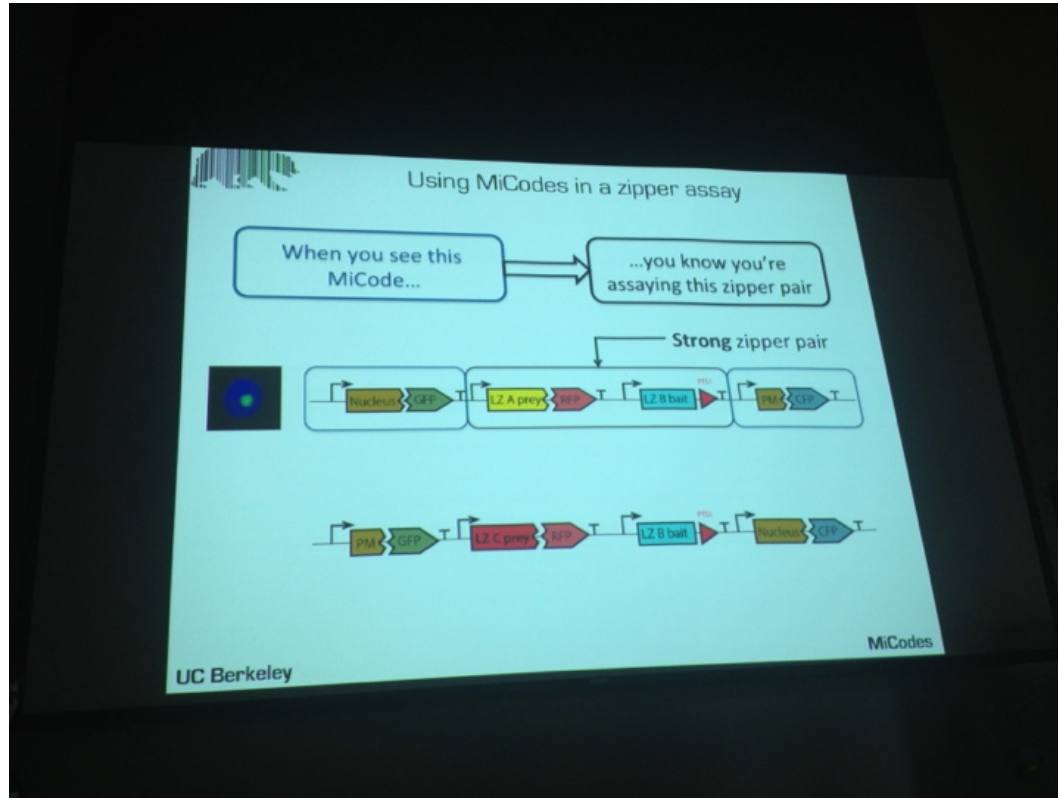 Using MiCodes in a zipper assay
When you see this
MiCode...
...you know you're
assaying this zipper pair
Strong zipper pair
Nucleus GFP T LZ A prey RFP T LZ B bait PTS1 T PM CFP T
PM GFP T LZ C prey RFP T LZ B bait PTS1 T Nucleus CFP T
UC Berkeley
MiCodes